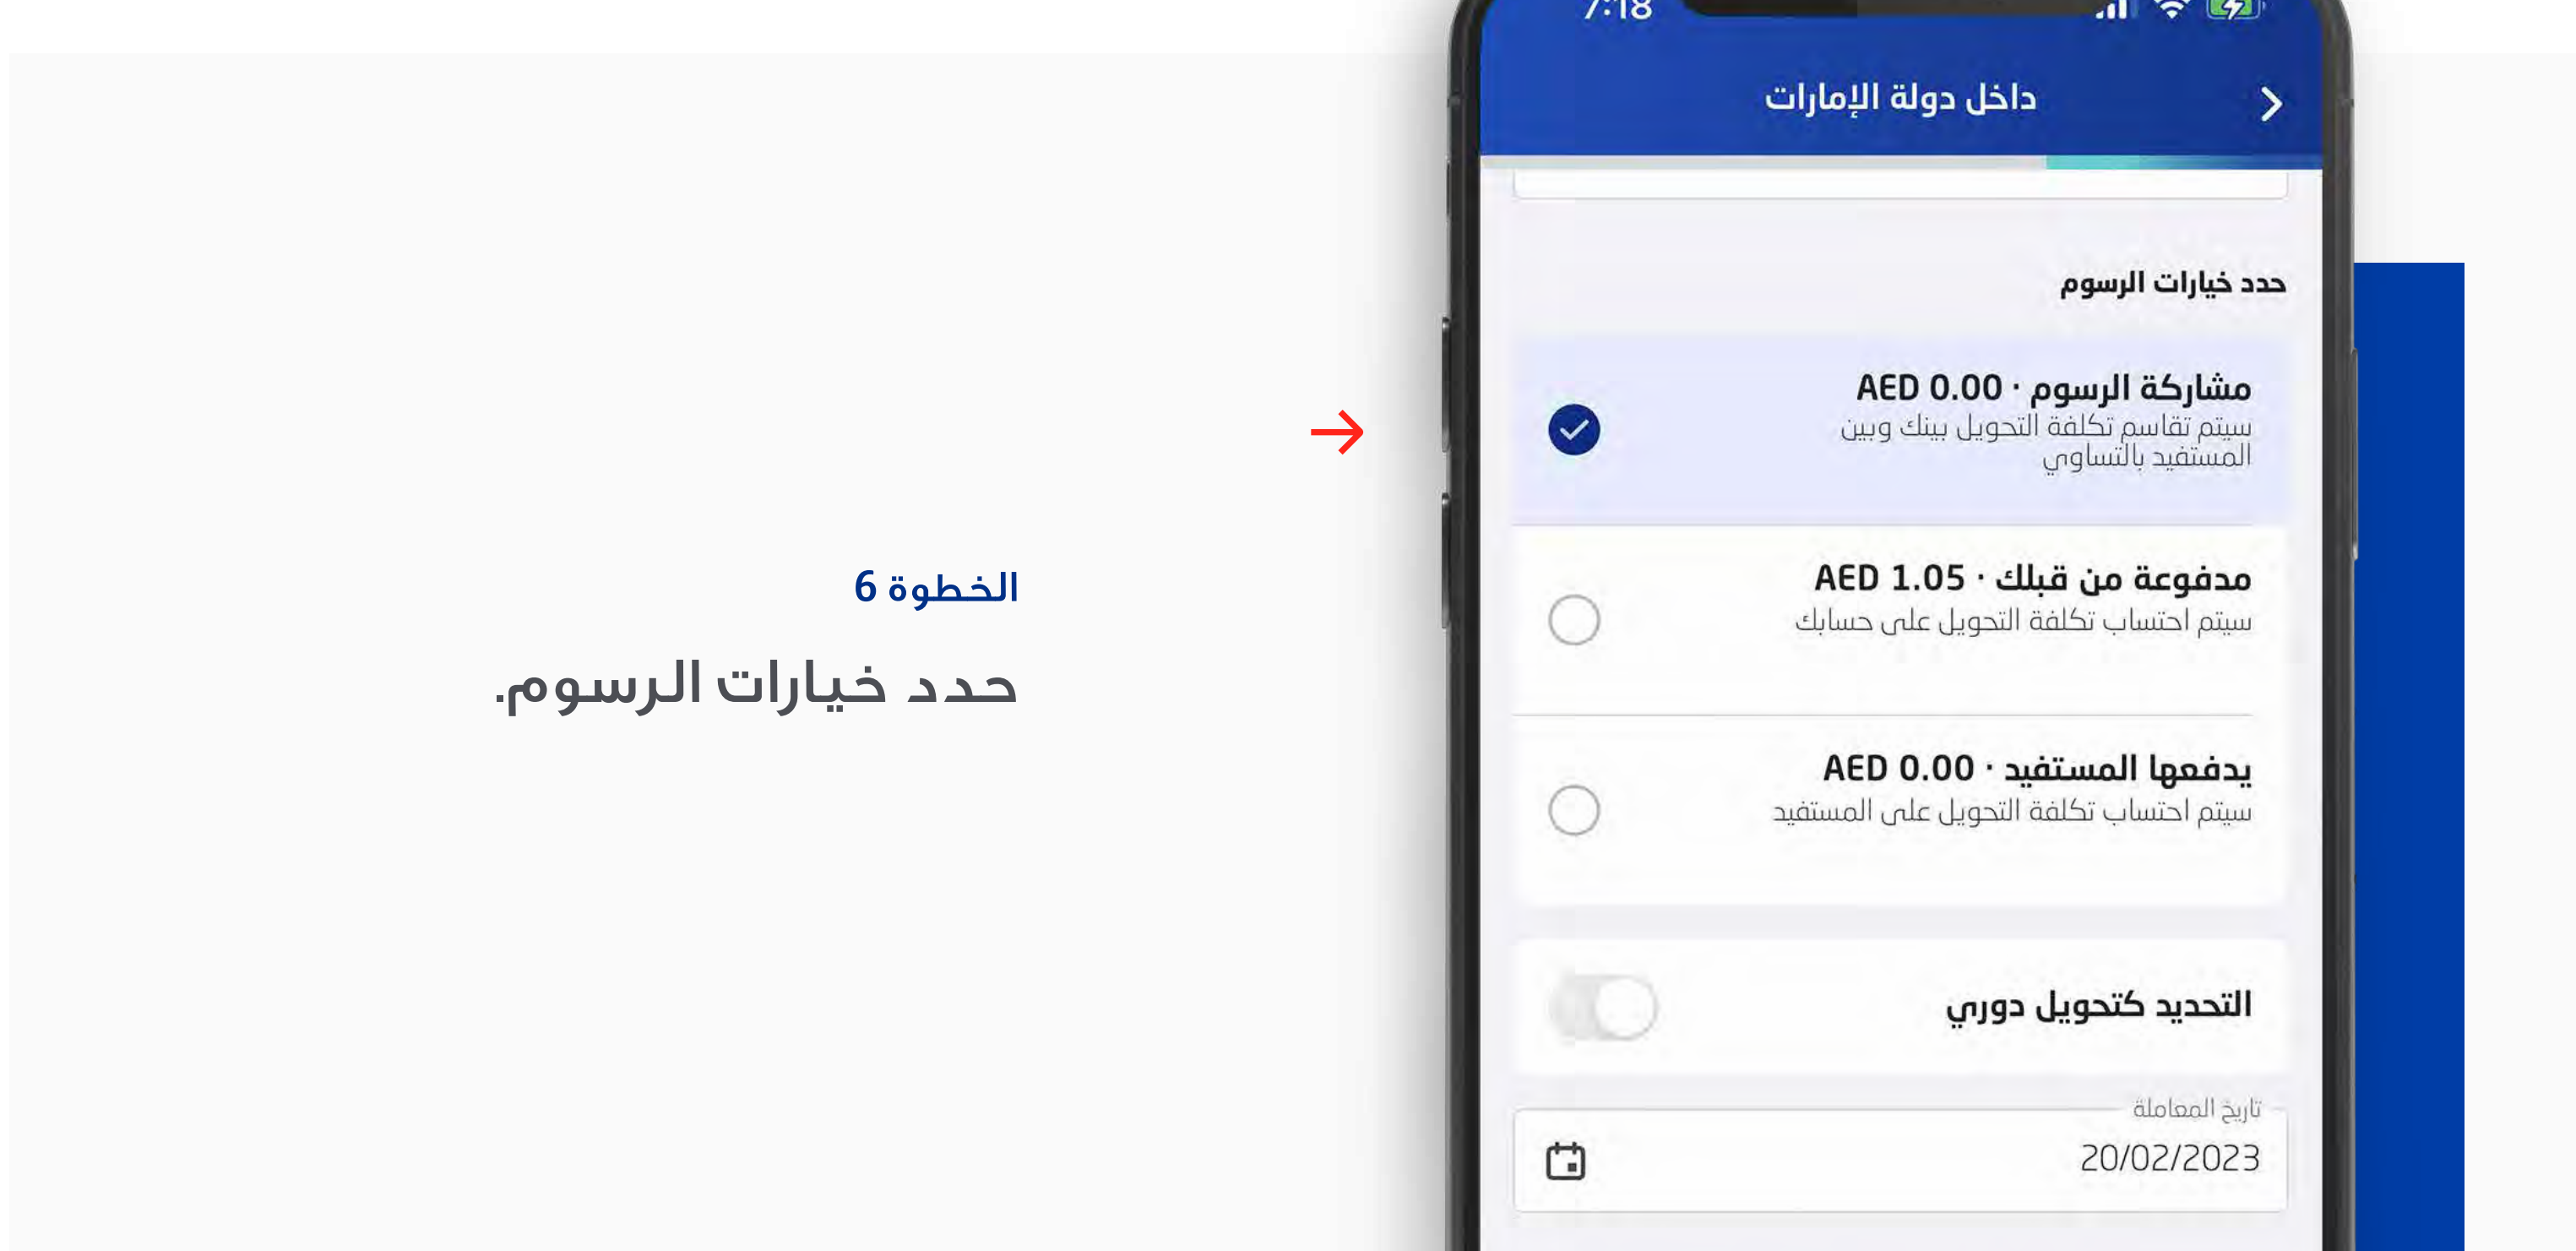 الخطوة 6
حدد خيارات الرسوم.
7:18
داخل دولة الإمارات
حدد خيارات الرسوم
مشاركة الرسوم · AED 0.00
سيتم تقاسم تكلفة التحويل بينك وبين
المستفيد بالتساوي
مدفوعة من قبلك · AED 1.05
سيتم احتساب تكلفة التحويل على حسابك
يدفعها المستفيد · AED 0.00
سيتم احتساب تكلفة التحويل على المستفيد
التحديد كتحويل دوري
تاريخ المعاملة
20/02/2023